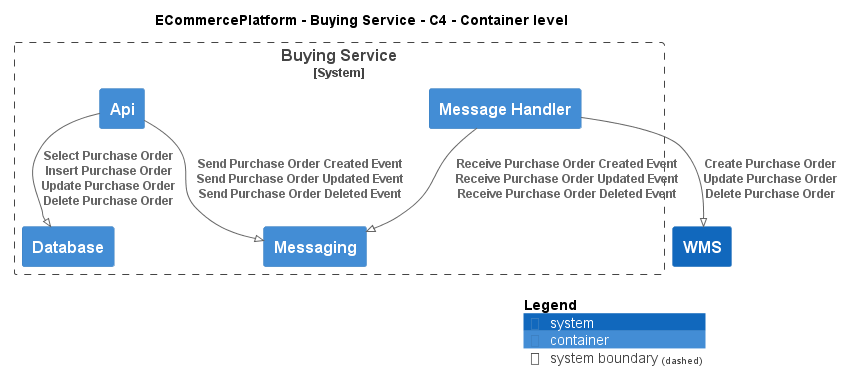 ECommercePlatform - Buying Service - C4 - Container level
Buying Service
[System]
Api
Message Handler
Select Purchase Order
Insert Purchase Order
Update Purchase Order
Delete Purchase Order
Send Purchase Order Created Event
Send Purchase Order Updated Event
Send Purchase Order Deleted Event
Receive Purchase Order Created Event
Receive Purchase Order Updated Event
Receive Purchase Order Deleted Event
Create Purchase Order
Update Purchase Order
Delete Purchase Order
Database
Messaging
WMS
Legend
system
container
system boundary (dashed)